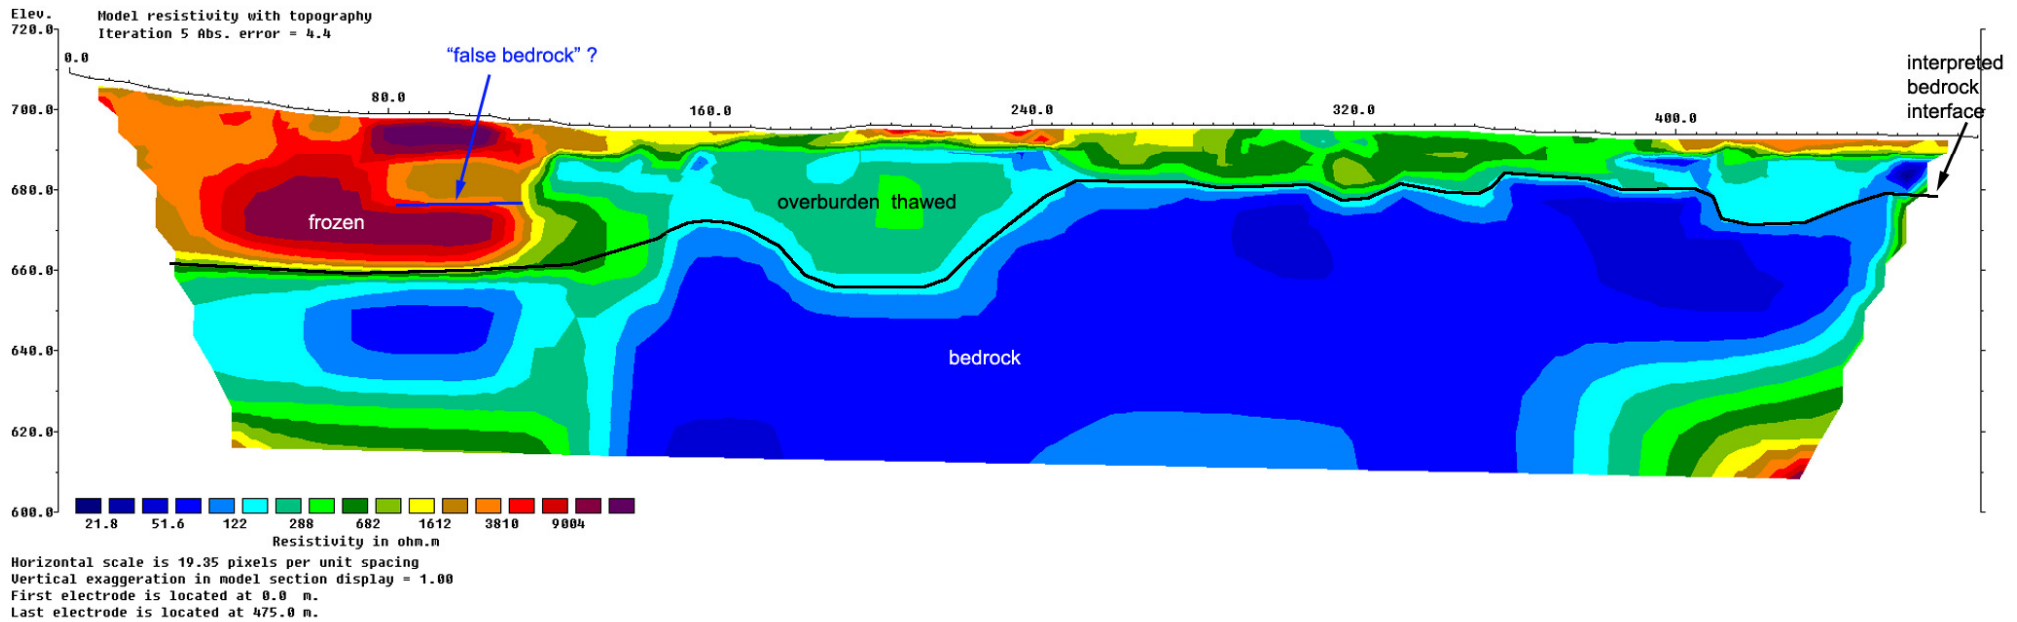 Elev.
Model resistivity with topography
720.0
Iteration 5 Abs. error = 4.4
"false bedrock" ?
0.0
interpreted
bedrock
interface
80.0
700.0
160.0
240.0
320.0
400.0
680.0
overburden thawed
frozen
660.0
640.0
bedrock
620.0
600.0
21.8 51.6 122 288 682 1612 3810 9004
Resistivity in ohm.m
Horizontal scale is 19.35 pixels per unit spacing
Vertical exaggeration in model section display = 1.00
First electrode is located at 0.0 m.
Last electrode is located at 475.0 m.